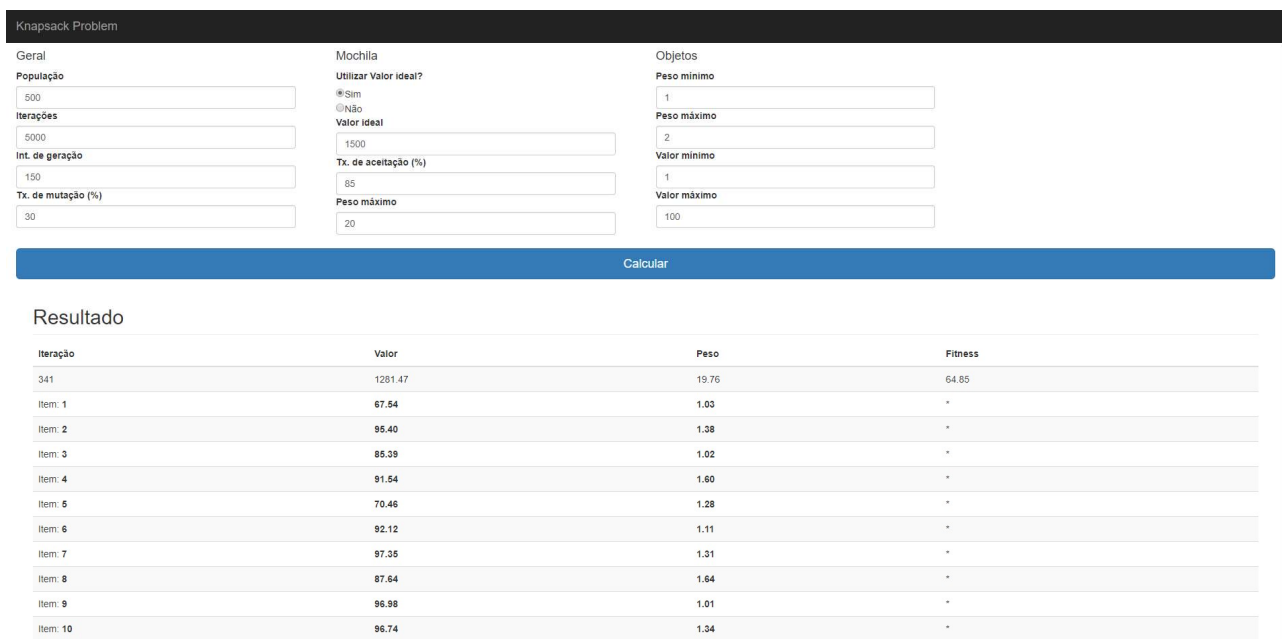 Knapsack Problem
Geral
População
500
Iterações
5000
Int. de geração
150
Tx. de mutação (%)
30
Mochila
Utilizar Valor ideal?
Sim
Não
Valor ideal
1500
Tx. de aceitação (%)
85
Peso máximo
20
Objetos
Peso mínimo
1
Peso máximo
2
Valor mínimo
1
Valor máximo
100
Calcular
Resultado
Iteração Valor Peso Fitness
341 1281.47 19.76 64.85
Item: 1 67.54 1.03 *
Item: 2 95.40 1.38 *
Item: 3 85.39 1.02 *
Item: 4 91.54 1.60 *
Item: 5 70.46 1.28 *
Item: 6 92.12 1.11 *
Item: 7 97.35 1.31 *
Item: 8 87.64 1.64 *
Item: 9 96.98 1.01 *
Item: 10 96.74 1.34 *